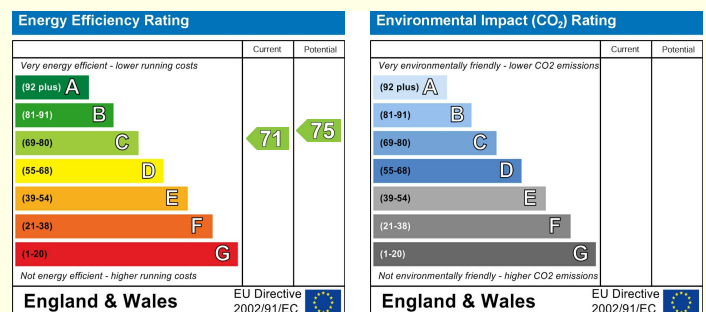 Energy Efficiency Rating
Current Potential
Very energy efficient - lower running costs
(92 plus) A
(81-91) B
(69-80) C
(55-68) D
(39-54) E
(21-38) F
(1-20) G
71
75
Not energy efficient - higher running costs
England & Wales
EU Directive
2002/91/EC
Environmental Impact (CO₂) Rating
Current Potential
Very environmentally friendly - lower CO2 emissions
(92 plus) A
(81-91) B
(69-80) C
(55-68) D
(39-54) E
(21-38) F
(1-20) G
Not environmentally friendly - higher CO2 emissions
England & Wales
EU Directive
2002/91/EC